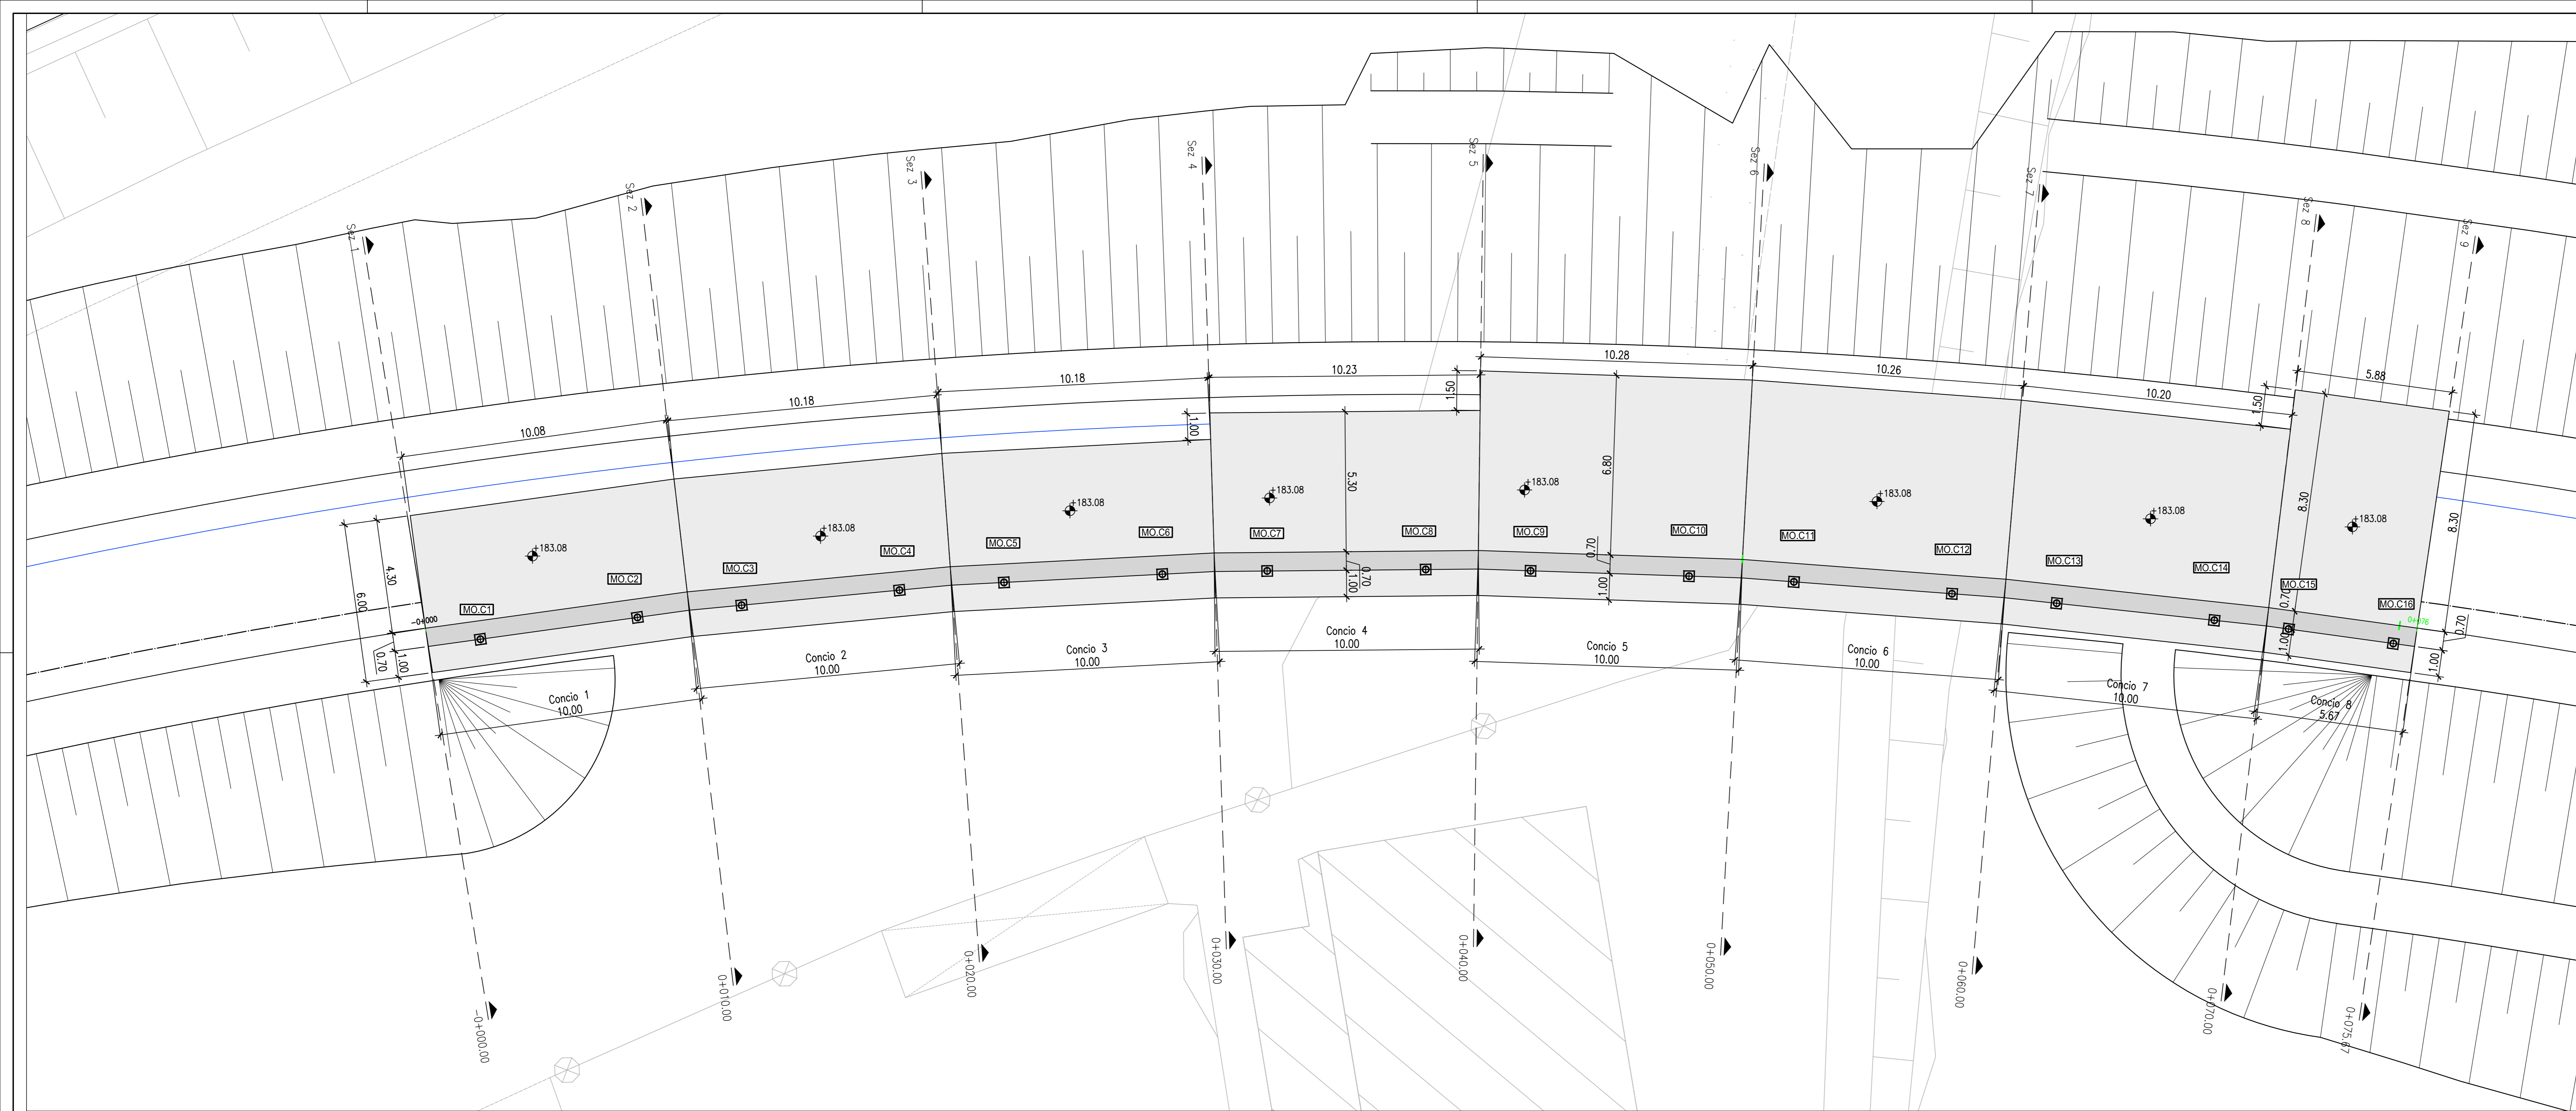 Sez 1
Sez 2
Sez 3
Sez 4
Sez 5
Sez 6
Sez 7
Sez 8
Sez 9
10.08
10.18
10.18
10.23
10.28
10.26
10.20
5.88
1.00
1.50
1.50
5.30
6.80
8.30
8.30
6.00
4.30
0.70
1.00
0.70
1.00
0.70
1.00
0.70
1.00
0.70
1.00
+183.08
+183.08
+183.08
+183.08
+183.08
+183.08
+183.08
+183.08
MO.C1
MO.C2
MO.C3
MO.C4
MO.C5
MO.C6
MO.C7
MO.C8
MO.C9
MO.C10
MO.C11
MO.C12
MO.C13
MO.C14
MO.C15
MO.C16
-0+000
0+076
Concio 1
10.00
Concio 2
10.00
Concio 3
10.00
Concio 4
10.00
Concio 5
10.00
Concio 6
10.00
Concio 7
10.00
Concio 8
5.67
-0+000.00
0+010.00
0+020.00
0+030.00
0+040.00
0+050.00
0+060.00
0+070.00
0+075.67